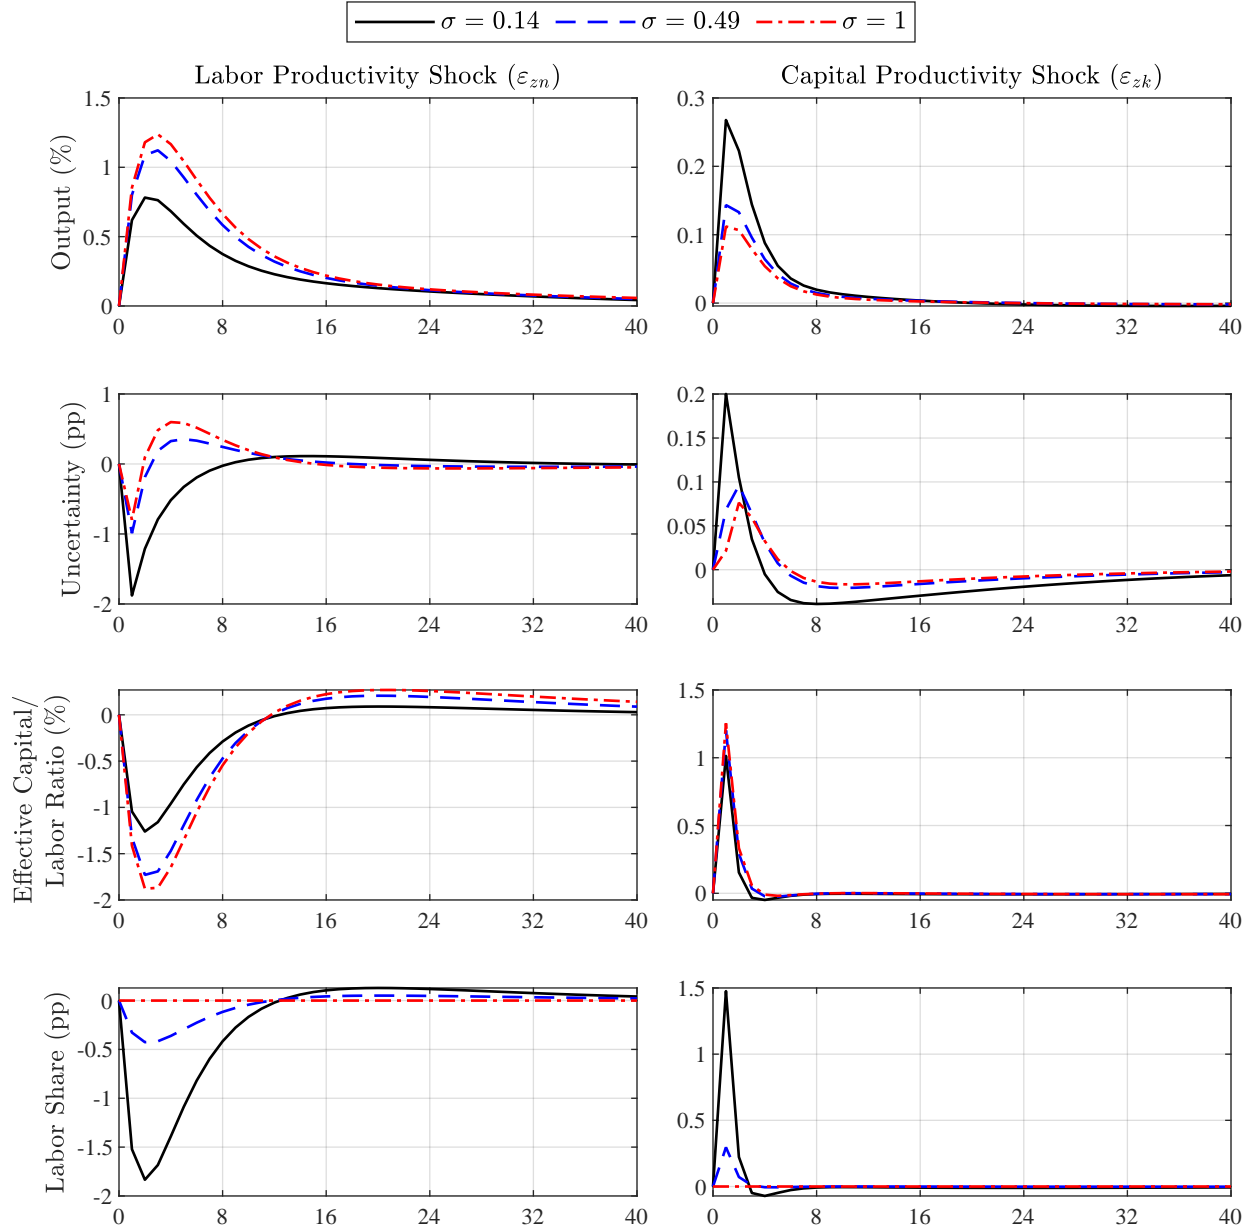 σ = 0.14 σ = 0.49 σ = 1
Labor Productivity Shock (ε_zn)
Capital Productivity Shock (ε_zk)
Output (%)
1.5
1
0.5
0
0 8 16 24 32 40
0.3
0.2
0.1
0
0 8 16 24 32 40
Uncertainty (pp)
1
0
-1
-2
0 8 16 24 32 40
0.2
0.15
0.1
0.05
0
0 8 16 24 32 40
Effective Capital/
Labor Ratio (%)
0
-0.5
-1
-1.5
-2
0 8 16 24 32 40
1.5
1
0.5
0
0 8 16 24 32 40
Labor Share (pp)
0
-0.5
-1
-1.5
-2
0 8 16 24 32 40
1.5
1
0.5
0
0 8 16 24 32 40